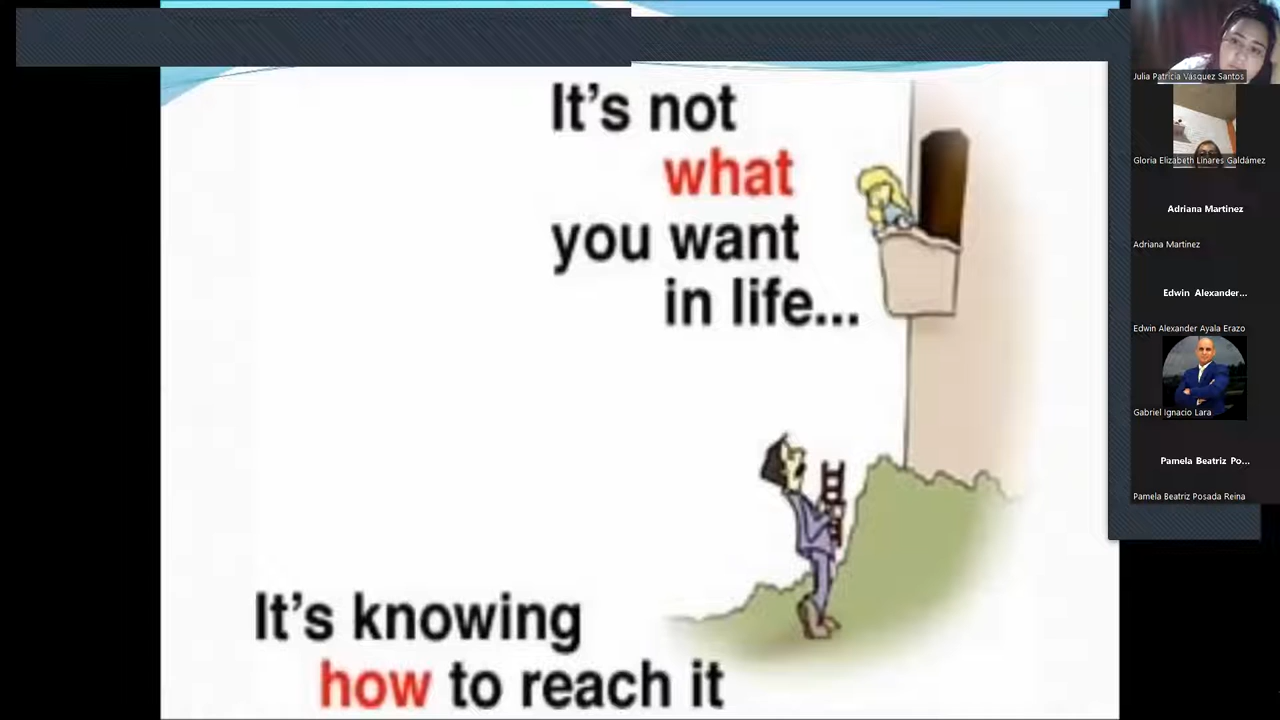 It's not
what
you want
in life...
It's knowing
how to reach it
Julia Patricia Vásquez Santos
Gloria Elizabeth Linares Galdámez
Adriana Martinez
Adriana Martinez
Edwin Alexander...
Edwin Alexander Ayala Erazo
Gabriel Ignacio Lara
Pamela Beatriz Po...
Pamela Beatriz Posada Reina